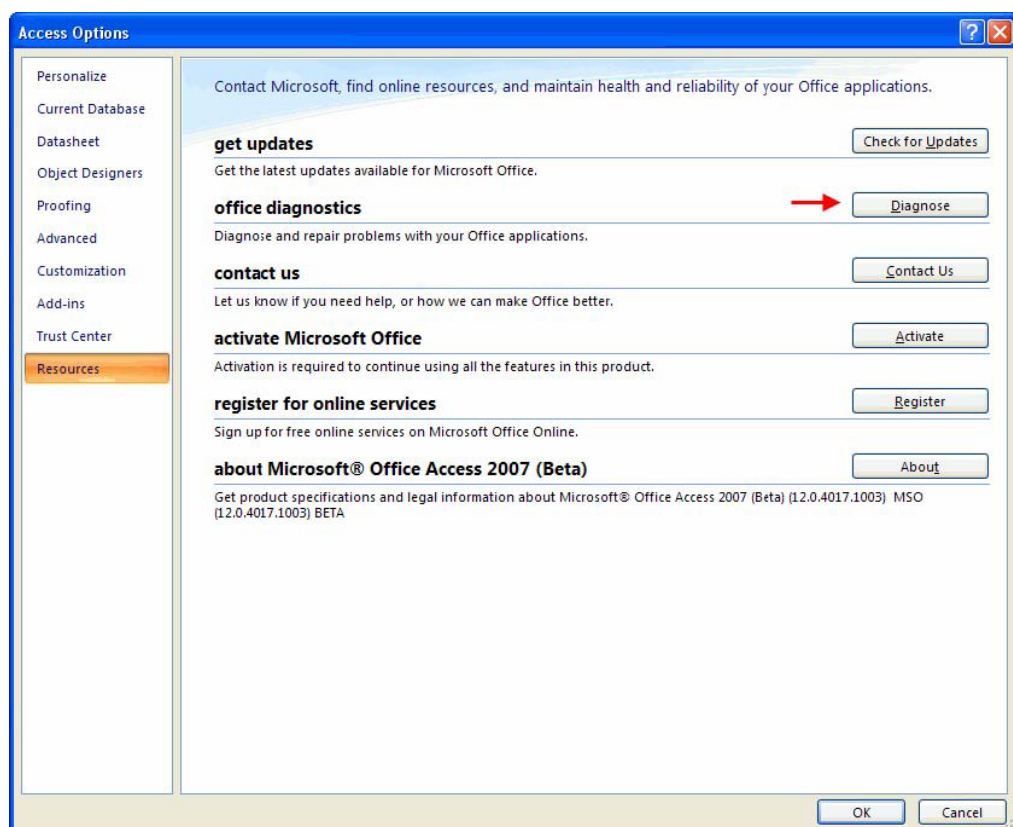 Access Options
Personalize
Current Database
Datasheet
Object Designers
Proofing
Advanced
Customization
Add-ins
Trust Center
Resources
Contact Microsoft, find online resources, and maintain health and reliability of your Office applications.
get updates
Check for Updates
Get the latest updates available for Microsoft Office.
office diagnostics
Diagnose
Diagnose and repair problems with your Office applications.
contact us
Contact Us
Let us know if you need help, or how we can make Office better.
activate Microsoft Office
Activate
Activation is required to continue using all the features in this product.
register for online services
Register
Sign up for free online services on Microsoft Office Online.
about Microsoft® Office Access 2007 (Beta)
About
Get product specifications and legal information about Microsoft® Office Access 2007 (Beta) (12.0.4017.1003) MSO
(12.0.4017.1003) BETA
OK
Cancel